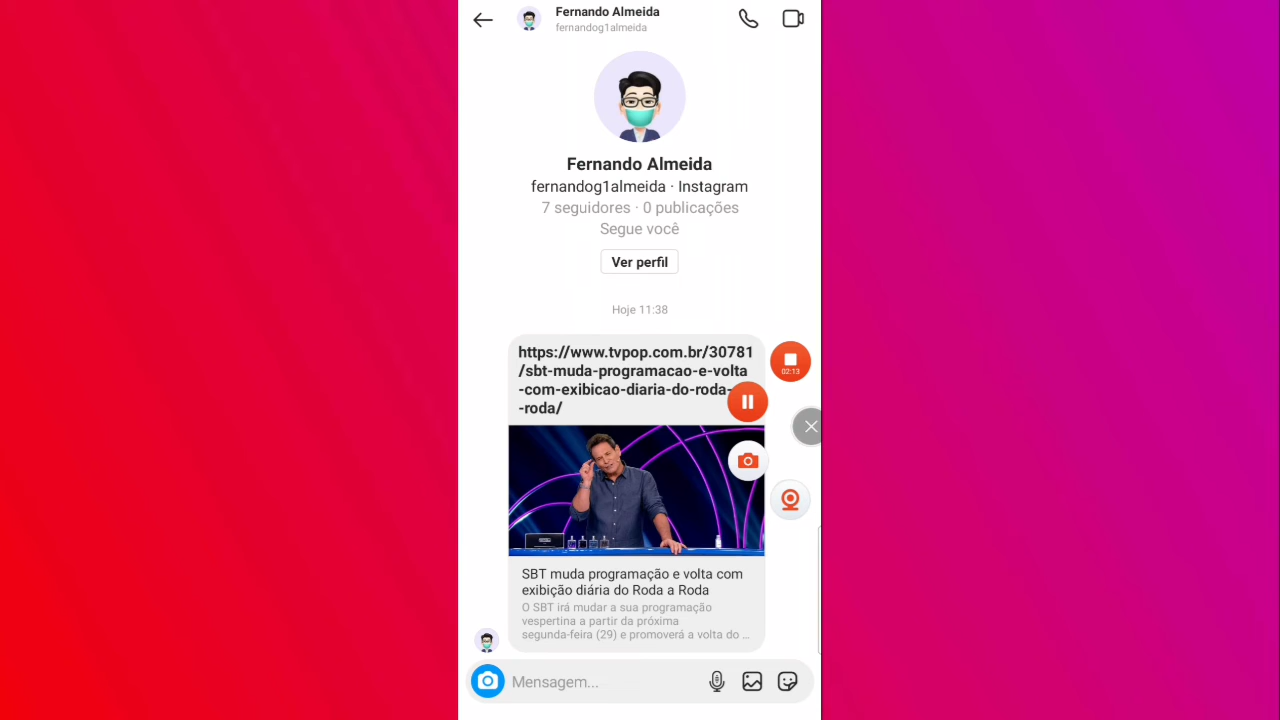 Fernando Almeida
fernandog1almeida
Fernando Almeida
fernandog1almeida · Instagram
7 seguidores · 0 publicações
Segue você
Ver perfil
Hoje 11:38
https://www.tvpop.com.br/30781
/sbt-muda-programacao-e-volta
-com-exibicao-diaria-do-roda-
-roda/
02:13
SBT muda programação e volta com
exibição diária do Roda a Roda
O SBT irá mudar a sua programação
vespertina a partir da próxima
segunda-feira (29) e promoverá a volta do ...
Mensagem...